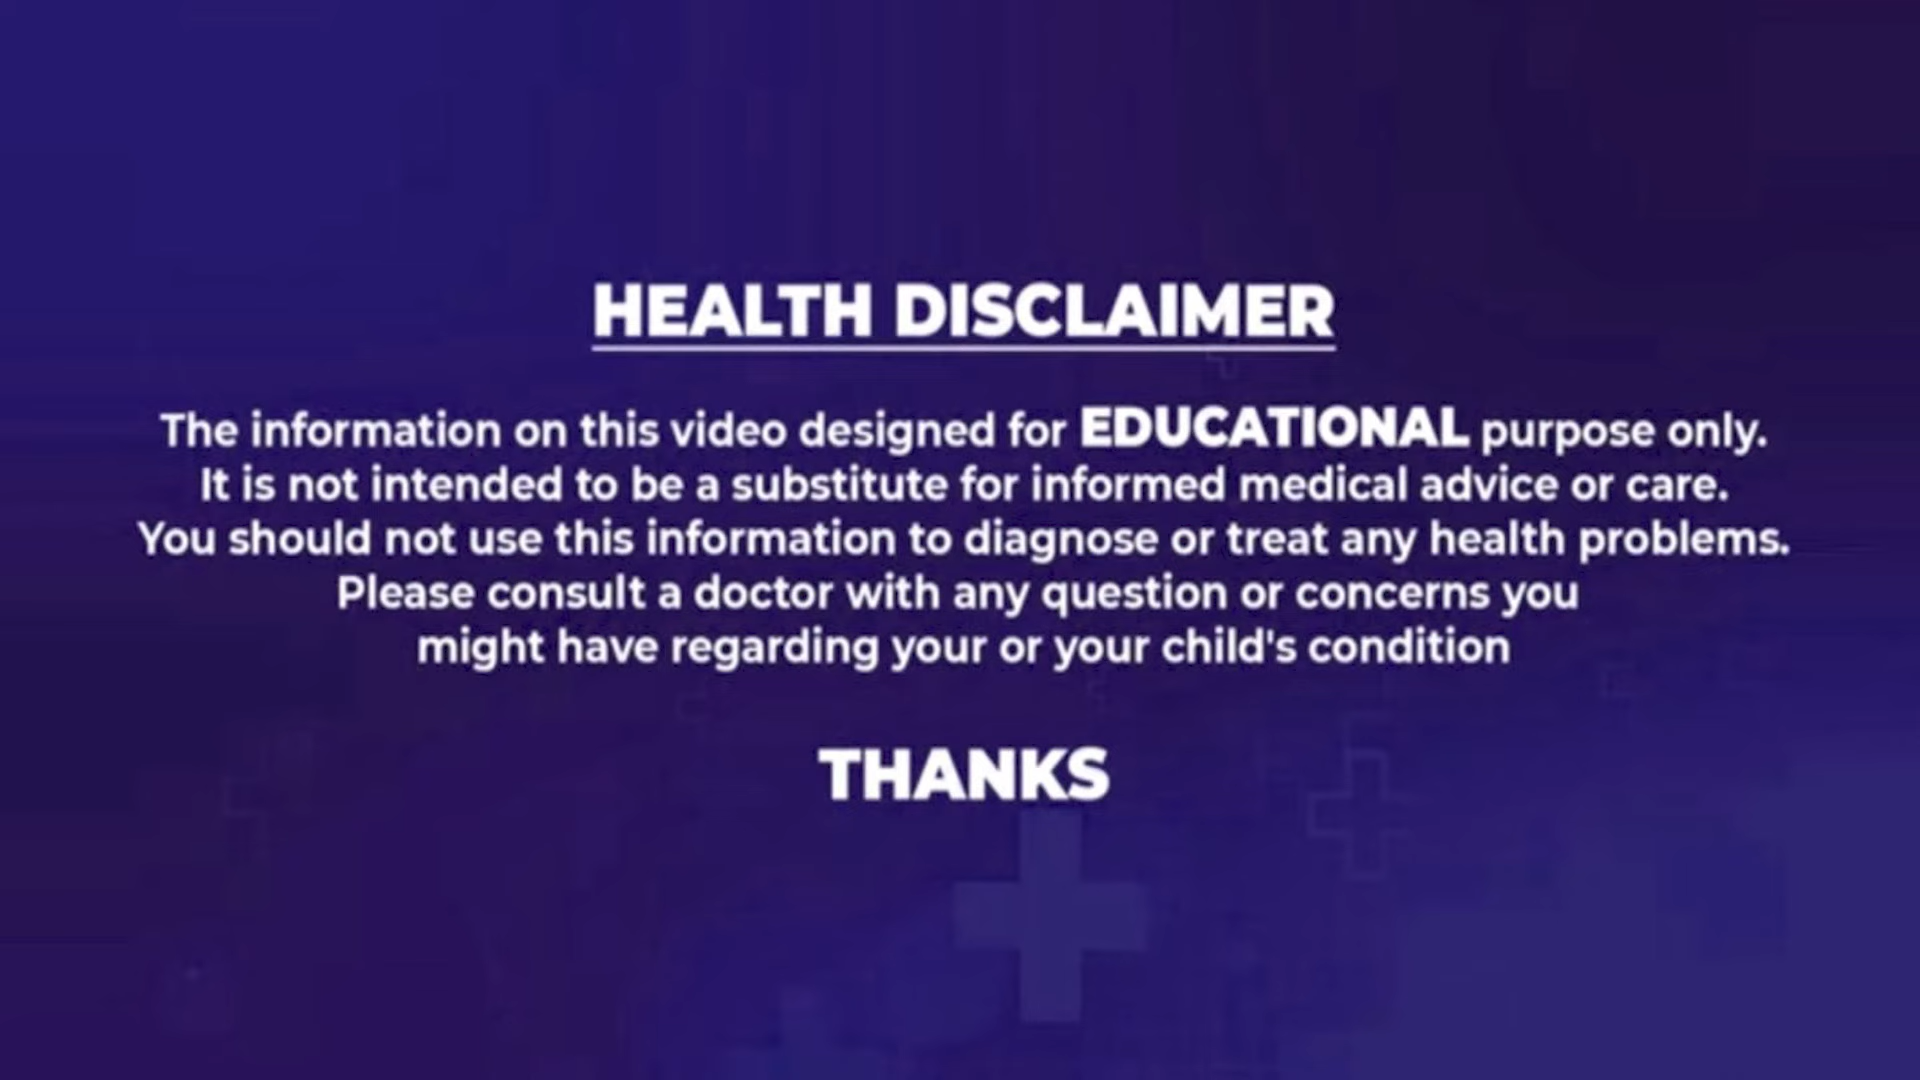 HEALTH DISCLAIMER
The information on this video designed for EDUCATIONAL purpose only.
It is not intended to be a substitute for informed medical advice or care.
You should not use this information to diagnose or treat any health problems.
Please consult a doctor with any question or concerns you
might have regarding your or your child's condition
THANKS